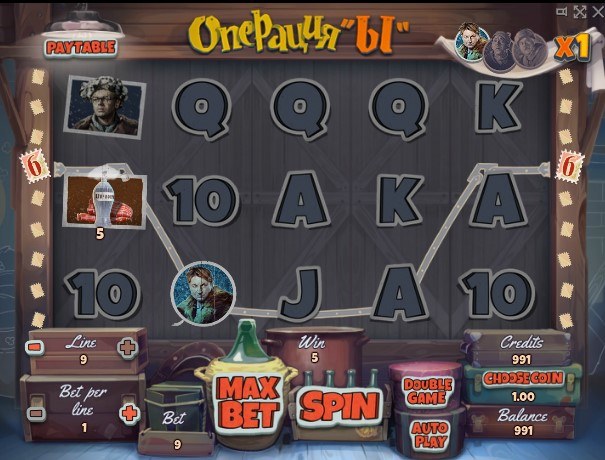 Операция "Ы"
PAYTABLE
x1
Q Q Q K
6 6
10 A K A
5
10 J A 10
Line
9
Win
5
Credits
991
MAX BET
SPIN
DOUBLE GAME
CHOOSE COIN
1.00
Bet per line
1
Bet
9
AUTO PLAY
Balance
991